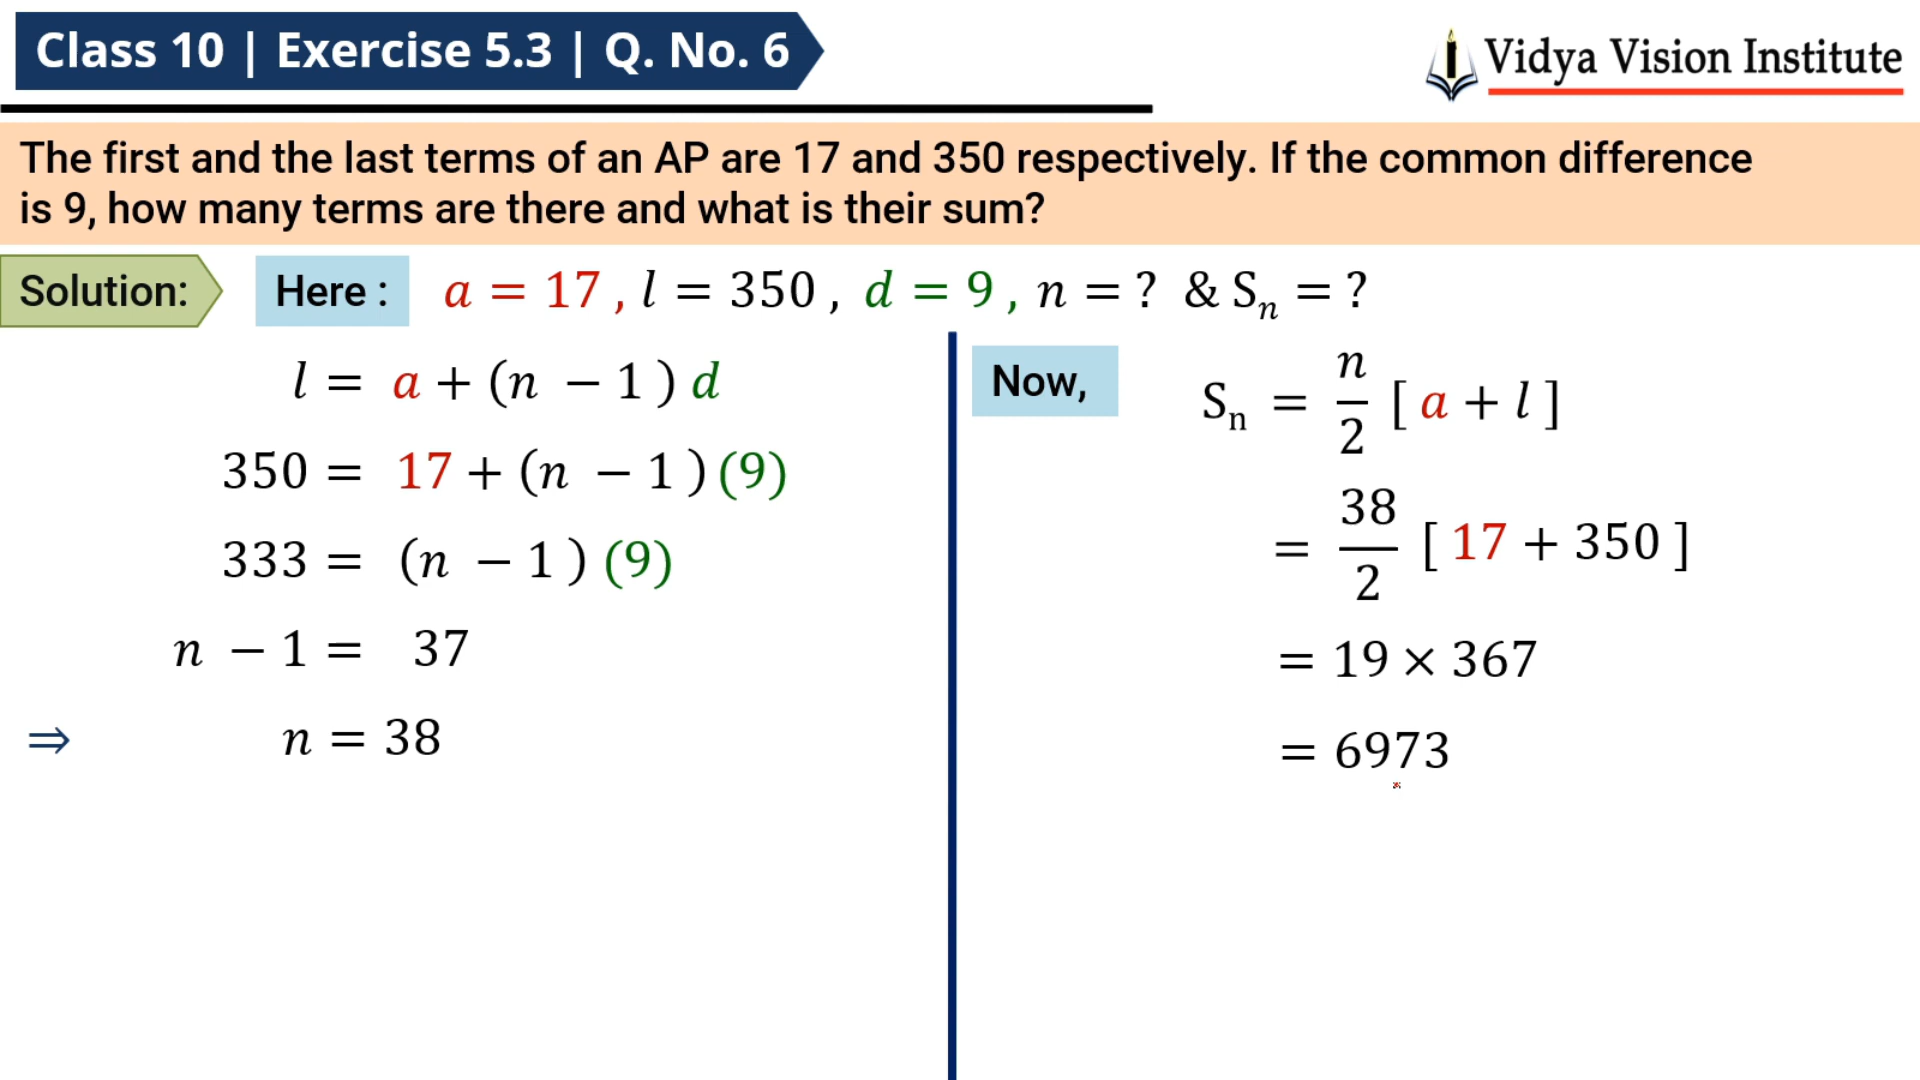 Class 10 | Exercise 5.3 | Q. No. 6
Vidya Vision Institute
The first and the last terms of an AP are 17 and 350 respectively. If the common difference
is 9, how many terms are there and what is their sum?
Solution: Here : a = 17 , l = 350 , d = 9 , n = ? & Sₙ = ?
l = a + (n − 1 ) d
350 = 17 + (n − 1 ) (9)
333 = (n − 1 ) (9)
n − 1 = 37
⇒ n = 38
Now, Sₙ = n/2 [ a + l ]
= 38/2 [ 17 + 350 ]
= 19 × 367
= 6973